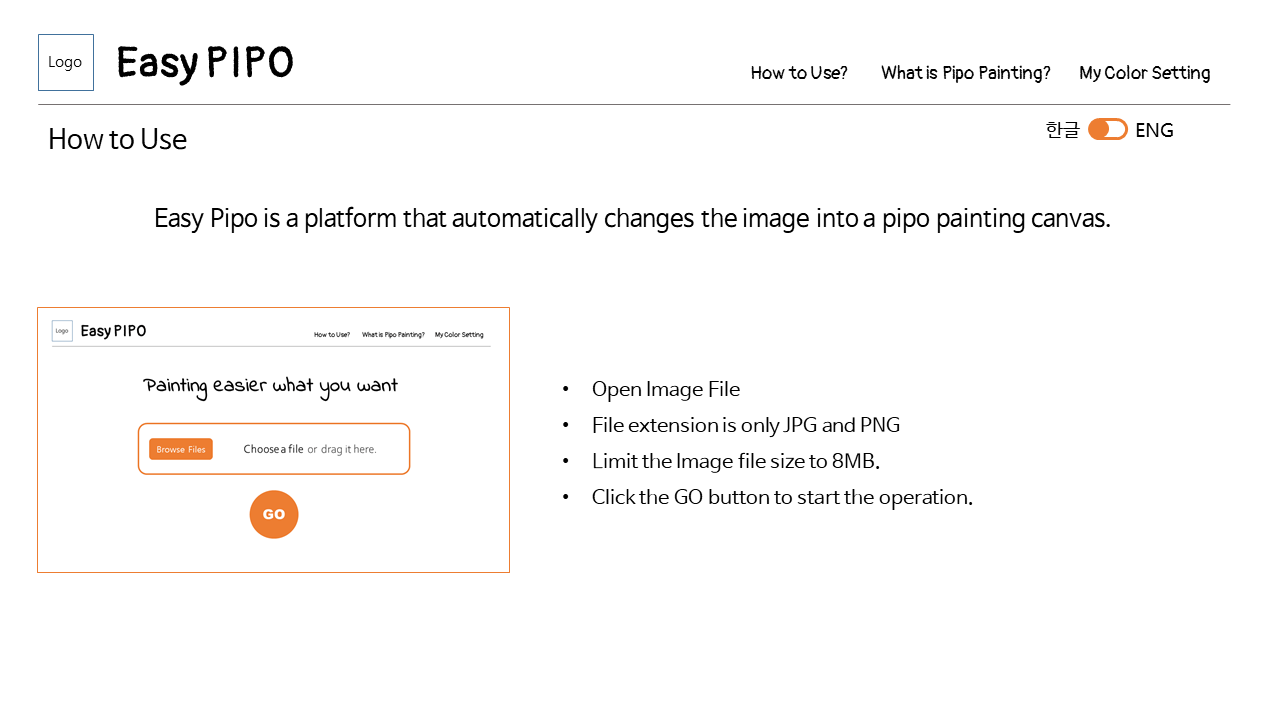 Logo
Easy PIPO
How to Use?
What is Pipo Painting?
My Color Setting
How to Use
한글
ENG
Easy Pipo is a platform that automatically changes the image into a pipo painting canvas.
Logo
Easy PIPO
How to Use?
What is Pipo Painting?
My Color Setting
Painting easier what you want
Browse Files
Choose a file or drag it here.
GO
• Open Image File
• File extension is only JPG and PNG
• Limit the Image file size to 8MB.
• Click the GO button to start the operation.